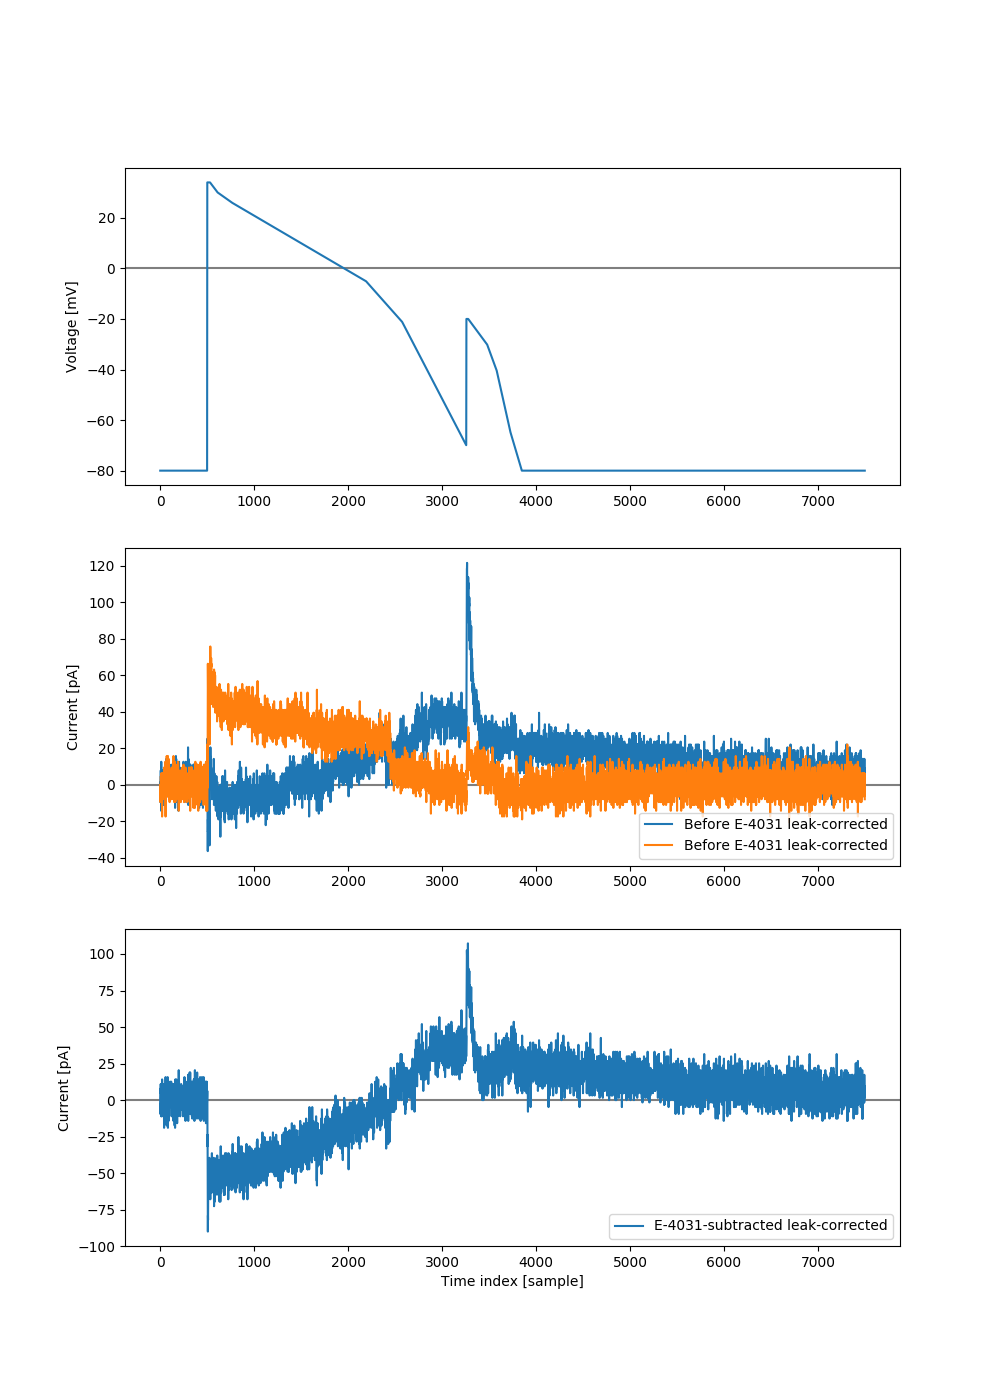 Voltage [mV]
20
0
−20
−40
−60
−80
0 1000 2000 3000 4000 5000 6000 7000
Current [pA]
120
100
80
60
40
20
0
−20
−40
Before E-4031 leak-corrected
Before E-4031 leak-corrected
0 1000 2000 3000 4000 5000 6000 7000
Current [pA]
100
75
50
25
0
−25
−50
−75
−100
E-4031-subtracted leak-corrected
0 1000 2000 3000 4000 5000 6000 7000
Time index [sample]